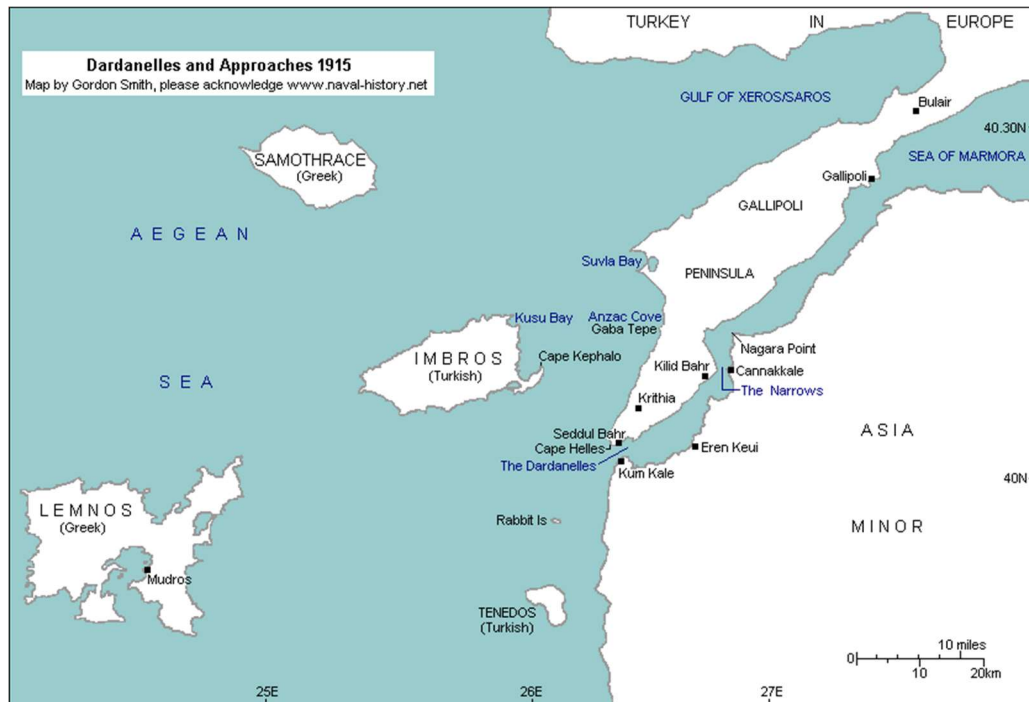 TURKEY IN EUROPE
Dardanelles and Approaches 1915
Map by Gordon Smith, please acknowledge www.naval-history.net
GULF OF XEROS/SAROS
Bulair
40.30N
SEA OF MARMORA
SAMOTHRACE
(Greek)
Gallipoli
GALLIPOLI
AEGEAN
Suvla Bay
PENINSULA
Kusu Bay
Anzac Cove
Gaba Tepe
Nagara Point
IMBROS
(Turkish)
Cape Kephalo
Kilid Bahr
Cannakkale
SEA
The Narrows
Krithia
ASIA
Seddul Bahr
Cape Helles
Eren Keui
The Dardanelles
Kum Kale
40N
LEMNOS
(Greek)
Rabbit Is
MINOR
Mudros
TENEDOS
(Turkish)
10 miles
0
10 20km
25E 26E 27E